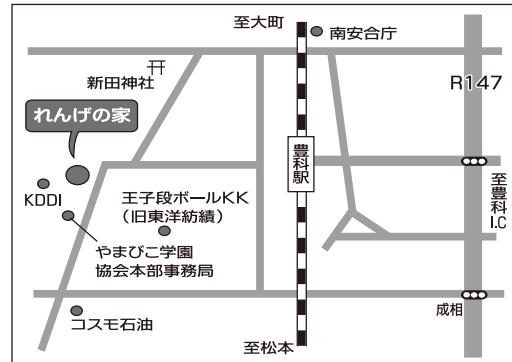 至大町
南安合庁
新田神社
R147
れんげの家
豊科駅
至豊科
I.C
KDDI
王子段ボールKK
（旧東洋紡績）
やまびこ学園
協会本部事務局
コスモ石油
成相
至松本